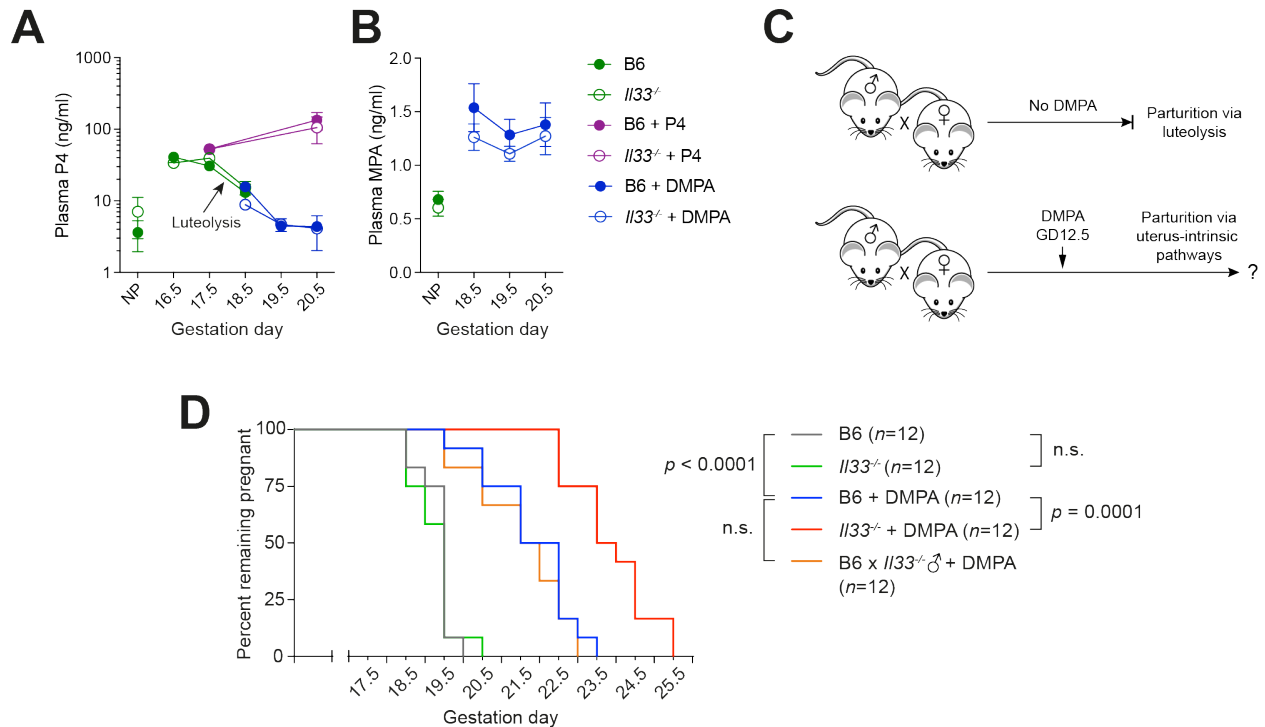 A
Plasma P4 (ng/ml)
1000
100
10
1
Luteolysis
NP
16.5
17.5
18.5
19.5
20.5
Gestation day
B
Plasma MPA (ng/ml)
2.0
1.5
1.0
0.5
0.0
NP
18.5
19.5
20.5
Gestation day
B6
Il33-/-
B6 + P4
Il33-/- + P4
B6 + DMPA
Il33-/- + DMPA
C
♂
X
♀
No DMPA
Parturition via
luteolysis
♂
X
♀
DMPA
GD12.5
Parturition via
uterus-intrinsic
pathways
?
D
Percent remaining pregnant
100
75
50
25
0
17.5
18.5
19.5
20.5
21.5
22.5
23.5
24.5
25.5
Gestation day
p < 0.0001
n.s.
B6 (n=12)
Il33-/- (n=12)
B6 + DMPA (n=12)
Il33-/- + DMPA (n=12)
B6 x Il33-/-♂ + DMPA
(n=12)
n.s.
p = 0.0001